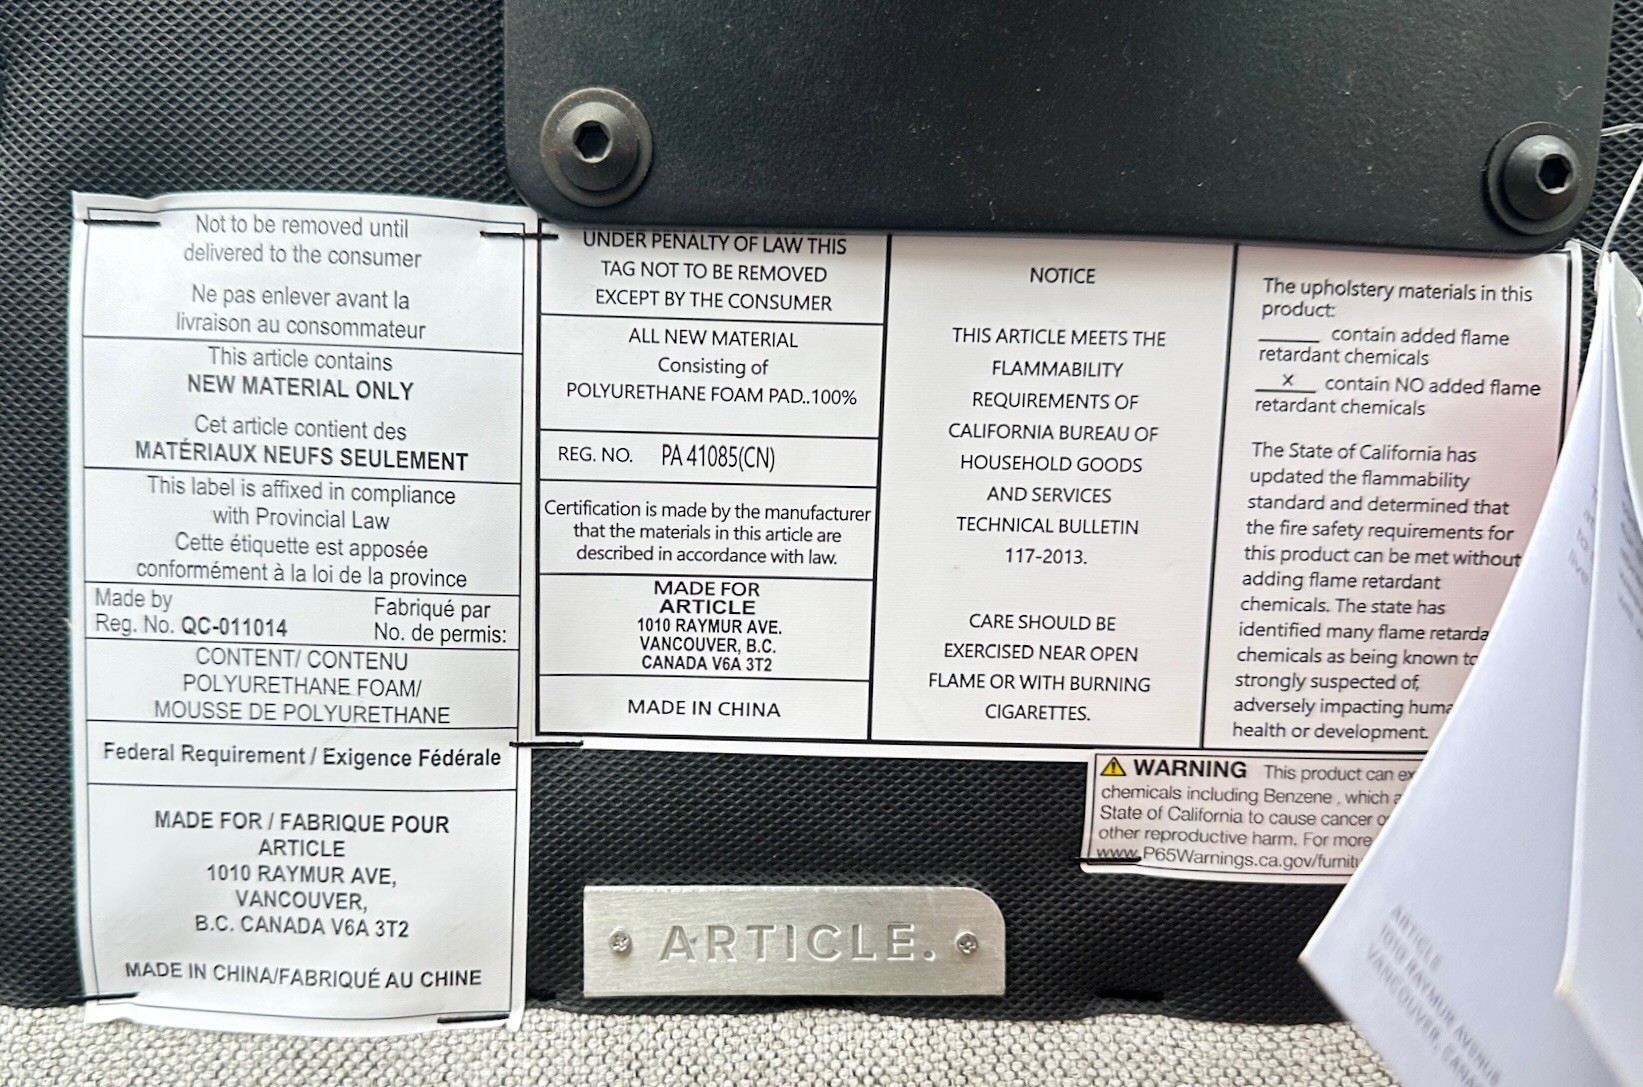 Not to be removed until
delivered to the consumer
Ne pas enlever avant la
livraison au consommateur
This article contains
NEW MATERIAL ONLY
Cet article contient des
MATÉRIAUX NEUFS SEULEMENT
This label is affixed in compliance
with Provincial Law
Cette étiquette est apposée
conformément à la loi de la province
Made by
Reg. No. QC-011014
Fabriqué par
No. de permis:
CONTENT/ CONTENU
POLYURETHANE FOAM/
MOUSSE DE POLYURETHANE
Federal Requirement / Exigence Fédérale
MADE FOR / FABRIQUE POUR
ARTICLE
1010 RAYMUR AVE,
VANCOUVER,
B.C. CANADA V6A 3T2
MADE IN CHINA/FABRIQUÉ AU CHINE
UNDER PENALTY OF LAW THIS
TAG NOT TO BE REMOVED
EXCEPT BY THE CONSUMER
ALL NEW MATERIAL
Consisting of
POLYURETHANE FOAM PAD..100%
REG. NO. PA 41085(CN)
Certification is made by the manufacturer
that the materials in this article are
described in accordance with law.
MADE FOR
ARTICLE
1010 RAYMUR AVE.
VANCOUVER, B.C.
CANADA V6A 3T2
MADE IN CHINA
NOTICE
THIS ARTICLE MEETS THE
FLAMMABILITY
REQUIREMENTS OF
CALIFORNIA BUREAU OF
HOUSEHOLD GOODS
AND SERVICES
TECHNICAL BULLETIN
117-2013.
CARE SHOULD BE
EXERCISED NEAR OPEN
FLAME OR WITH BURNING
CIGARETTES.
The upholstery materials in this
product:
______ contain added flame
retardant chemicals
__X__ contain NO added flame
retardant chemicals
The State of California has
updated the flammability
standard and determined that
the fire safety requirements for
this product can be met without
adding flame retardant
chemicals. The state has
identified many flame
chemicals as being known
strongly suspected of,
adversely impacting
health or development.
WARNING This product can
chemicals including Benzene , which
State of California to cause cancer
other reproductive harm. For more
www.P65Warnings.ca.gov/
ARTICLE.
ARTICLE
1010 RAYMUR AVENUE
VANCOUVER,